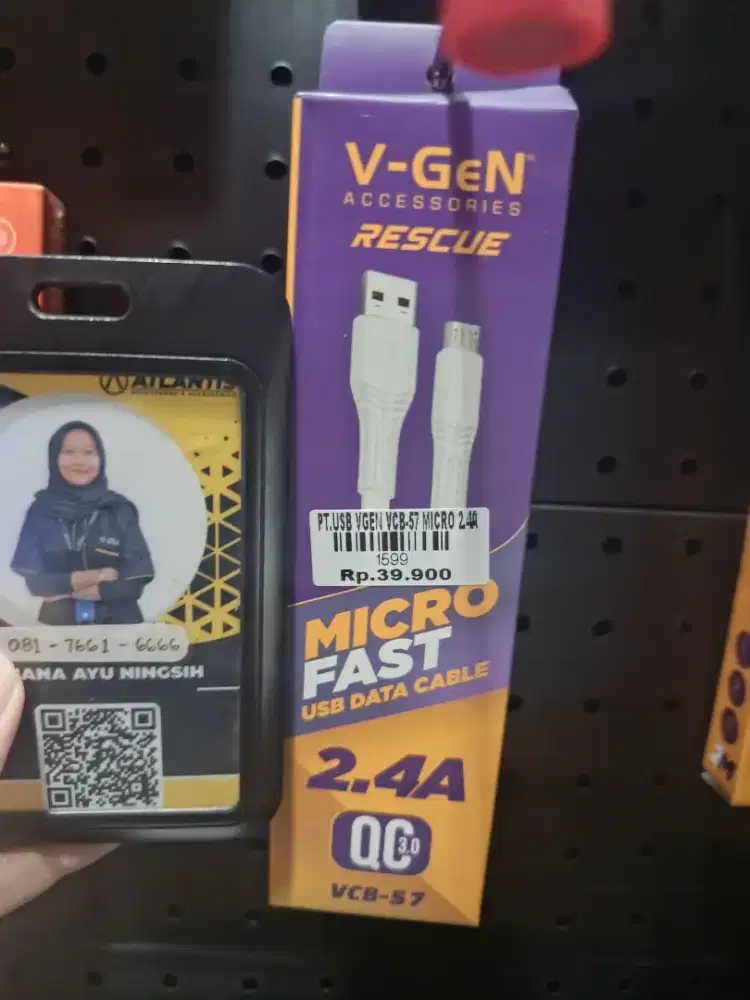 V-GeN
ACCESSORIES
RESCUE
PT.USB VGEN VCB-57 MICRO 2.4A
1599
Rp.39.900
MICRO
FAST
USB DATA CABLE
2.4A
QC 3.0
VCB-57
ATLANTIS
081-7661-6666
ANA AYU NINGSIH